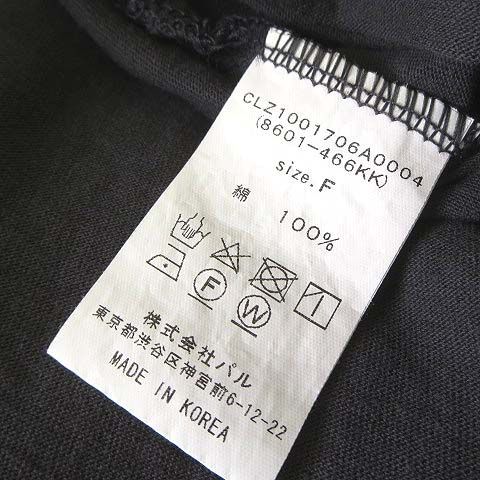 CLZ1001706A0004
(8601-466KK)
size. F
綿 100%
F W
株式会社パル
東京都渋谷区神宮前6-12-22
MADE IN KOREA